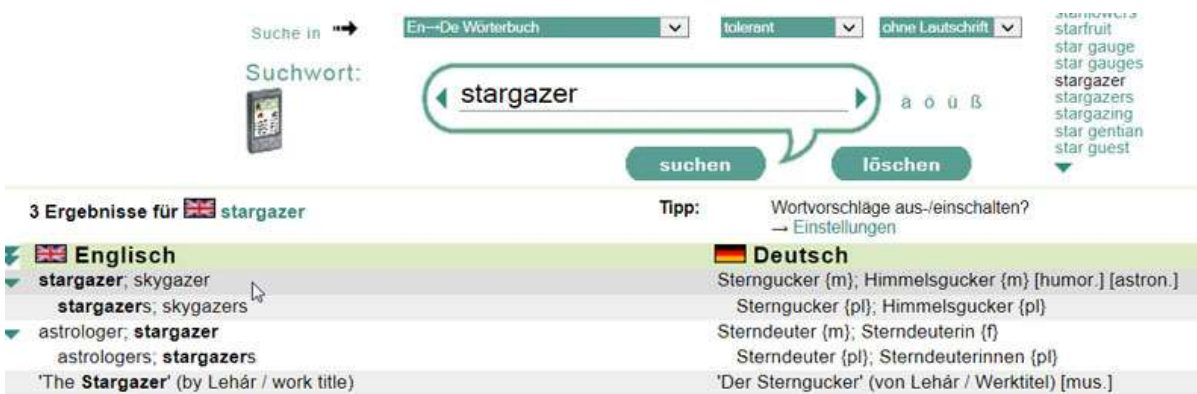 Suche in
En→De Wörterbuch
tolerant
ohne Lautschrift
starflowers
starfruit
star gauge
star gauges
stargazer
stargazers
stargazing
star gentian
star guest
Suchwort:
stargazer
ä ö ü ß
suchen
löschen
3 Ergebnisse für stargazer
Tipp: Wortvorschläge aus-/einschalten?
→ Einstellungen
Englisch Deutsch
stargazer; skygazer Sterngucker {m}; Himmelsgucker {m} [humor.] [astron.]
stargazers; skygazers Sterngucker {pl}; Himmelsgucker {pl}
astrologer; stargazer Sterndeuter {m}; Sterndeuterin {f}
astrologers; stargazers Sterndeuter {pl}; Sterndeuterinnen {pl}
'The Stargazer' (by Lehár / work title) 'Der Sterngucker' (von Lehár / Werktitel) [mus.]